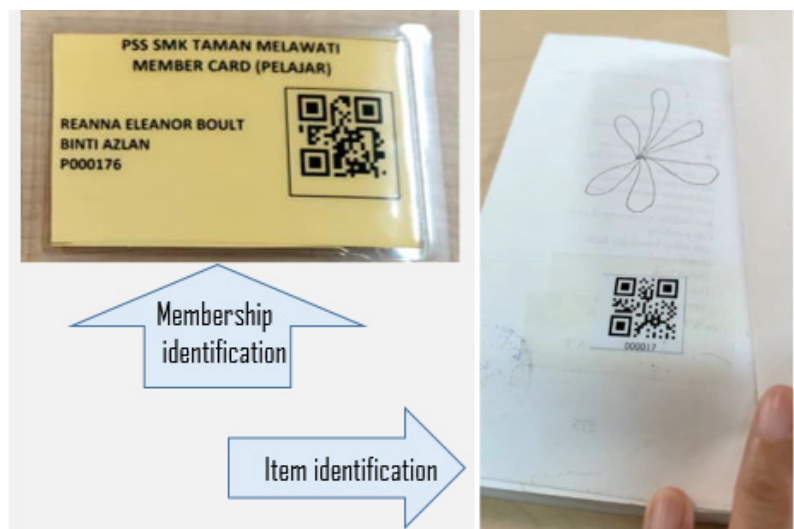 PSS SMK TAMAN MELAWATI
MEMBER CARD (PELAJAR)
REANNA ELEANOR BOULT
BINTI AZLAN
P000176
Membership
identification
Item identification
000017